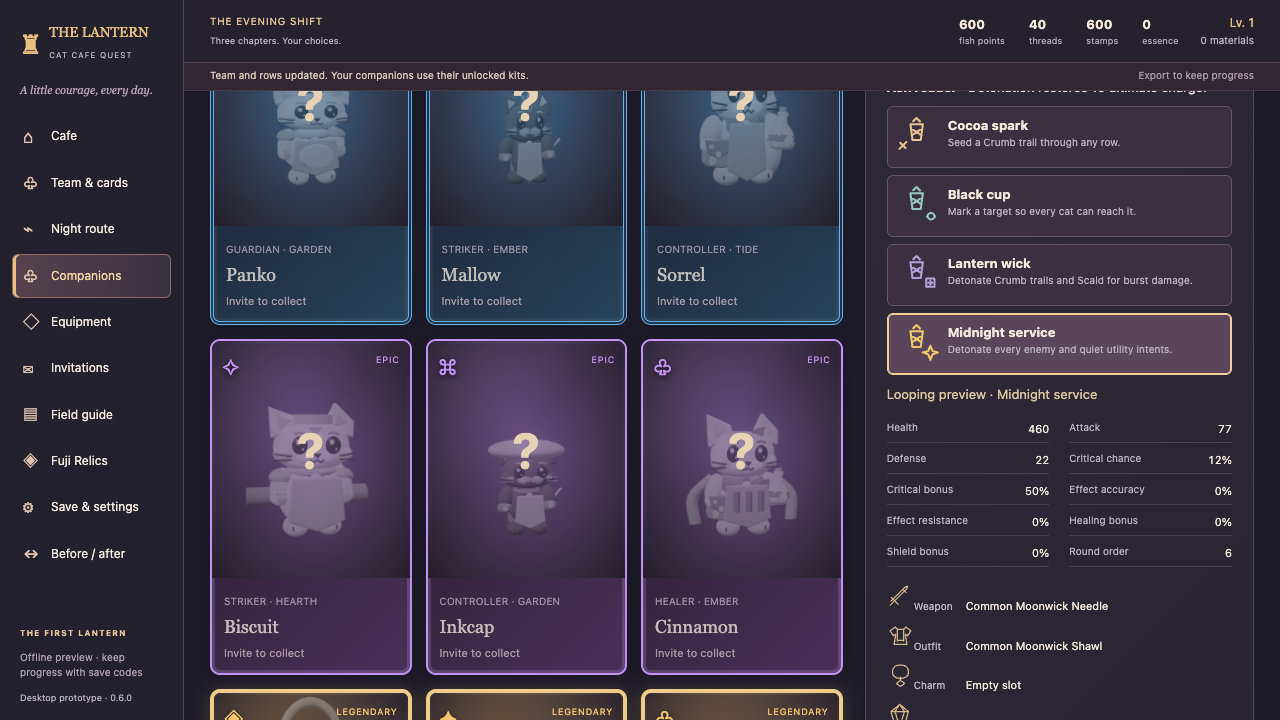 THE LANTERN
CAT CAFE QUEST
A little courage, every day.
Cafe
Team & cards
Night route
Companions
Equipment
Invitations
Field guide
Fuji Relics
Save & settings
Before / after
THE FIRST LANTERN
Offline preview · keep
progress with save codes
Desktop prototype · 0.6.0
THE EVENING SHIFT
Three chapters. Your choices.
600
fish points
40
threads
600
stamps
0
essence
Lv. 1
0 materials
Team and rows updated. Your companions use their unlocked kits.
Export to keep progress
?
?
?
GUARDIAN · GARDEN
Panko
Invite to collect
STRIKER · EMBER
Mallow
Invite to collect
CONTROLLER · TIDE
Sorrel
Invite to collect
EPIC
?
STRIKER · HEARTH
Biscuit
Invite to collect
EPIC
?
CONTROLLER · GARDEN
Inkcap
Invite to collect
EPIC
?
HEALER · EMBER
Cinnamon
Invite to collect
LEGENDARY
LEGENDARY
LEGENDARY
Cocoa spark
Seed a Crumb trail through any row.
Black cup
Mark a target so every cat can reach it.
Lantern wick
Detonate Crumb trails and Scald for burst damage.
Midnight service
Detonate every enemy and quiet utility intents.
Looping preview · Midnight service
Health 460
Attack 77
Defense 22
Critical chance 12%
Critical bonus 50%
Effect accuracy 0%
Effect resistance 0%
Healing bonus 0%
Shield bonus 0%
Round order 6
Weapon Common Moonwick Needle
Outfit Common Moonwick Shawl
Charm Empty slot